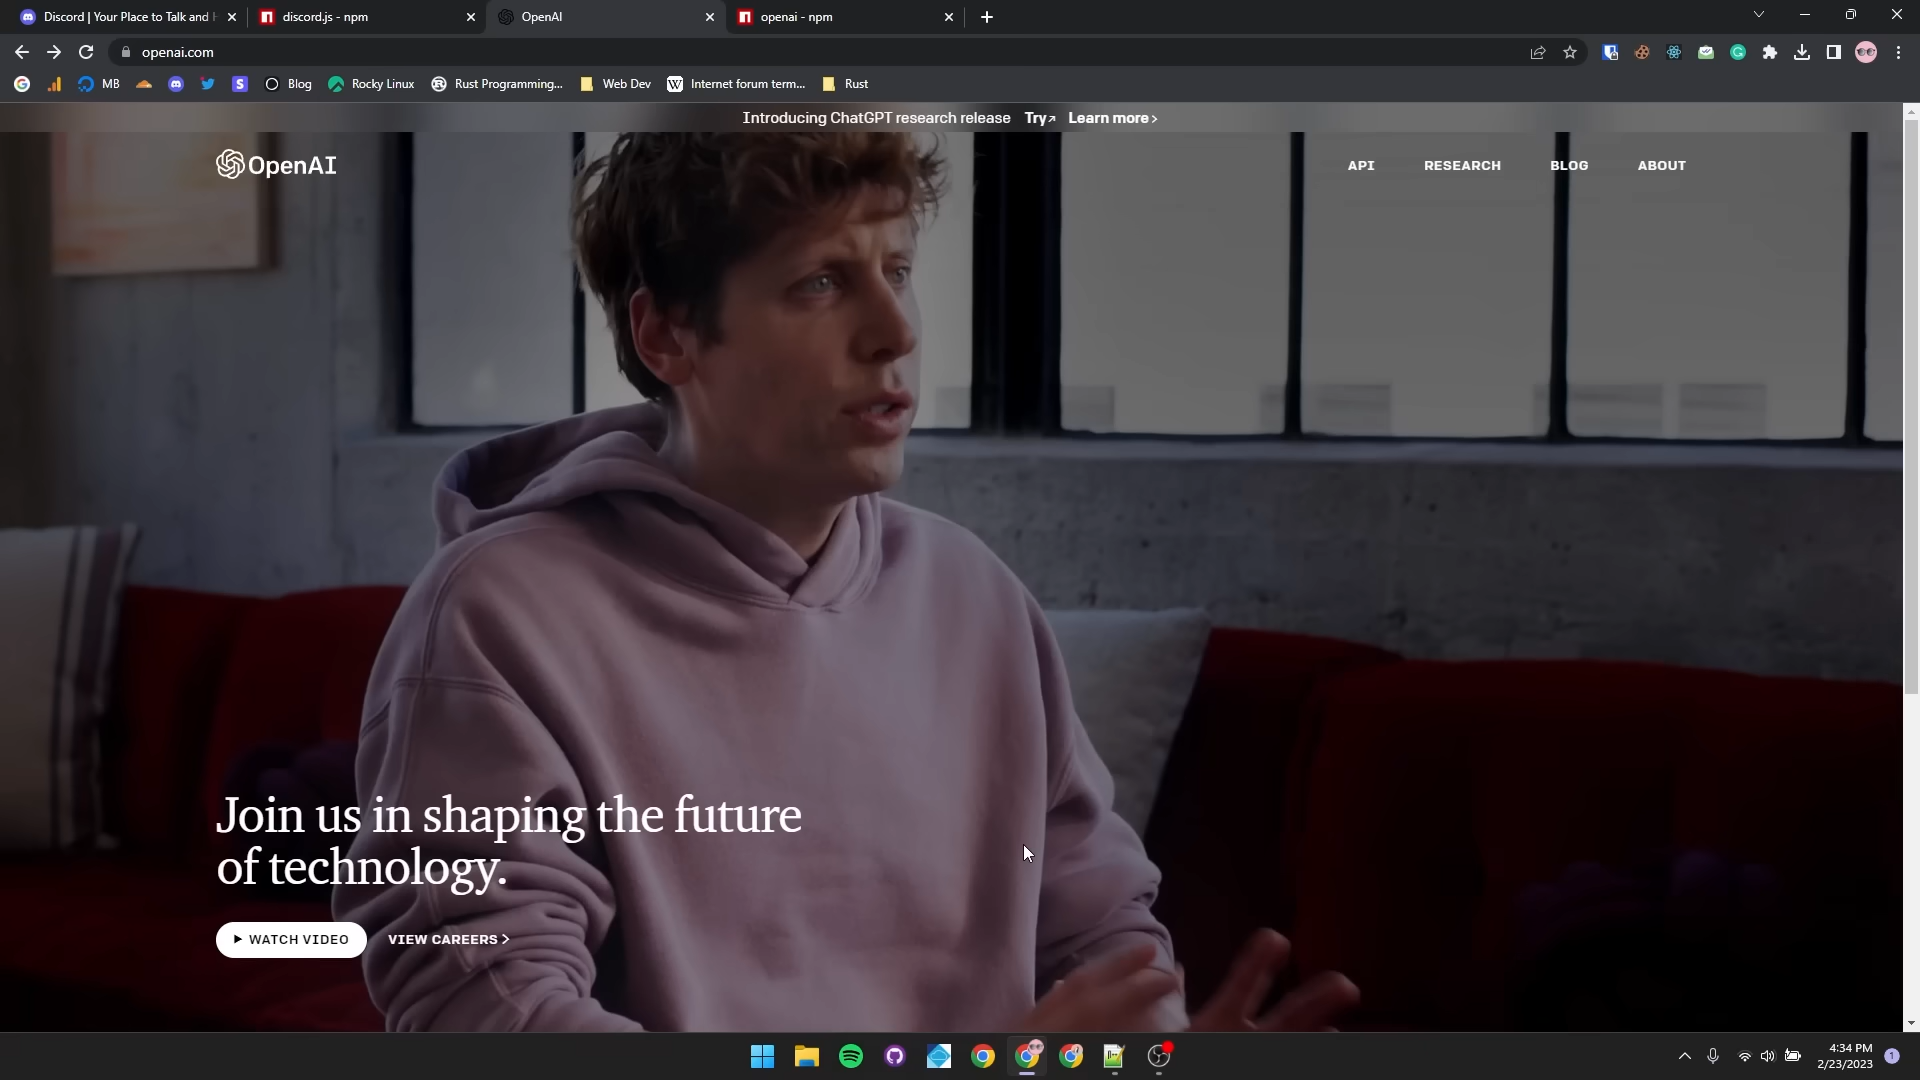 Discord | Your Place to Talk and H
discord.js - npm
OpenAI
openai - npm
openai.com
MB
Blog
Rocky Linux
Rust Programming...
Web Dev
Internet forum term...
Rust
Introducing ChatGPT research release Try↗ Learn more ›
OpenAI
API
RESEARCH
BLOG
ABOUT
Join us in shaping the future
of technology.
WATCH VIDEO
VIEW CAREERS >
4:34 PM
2/23/2023
1